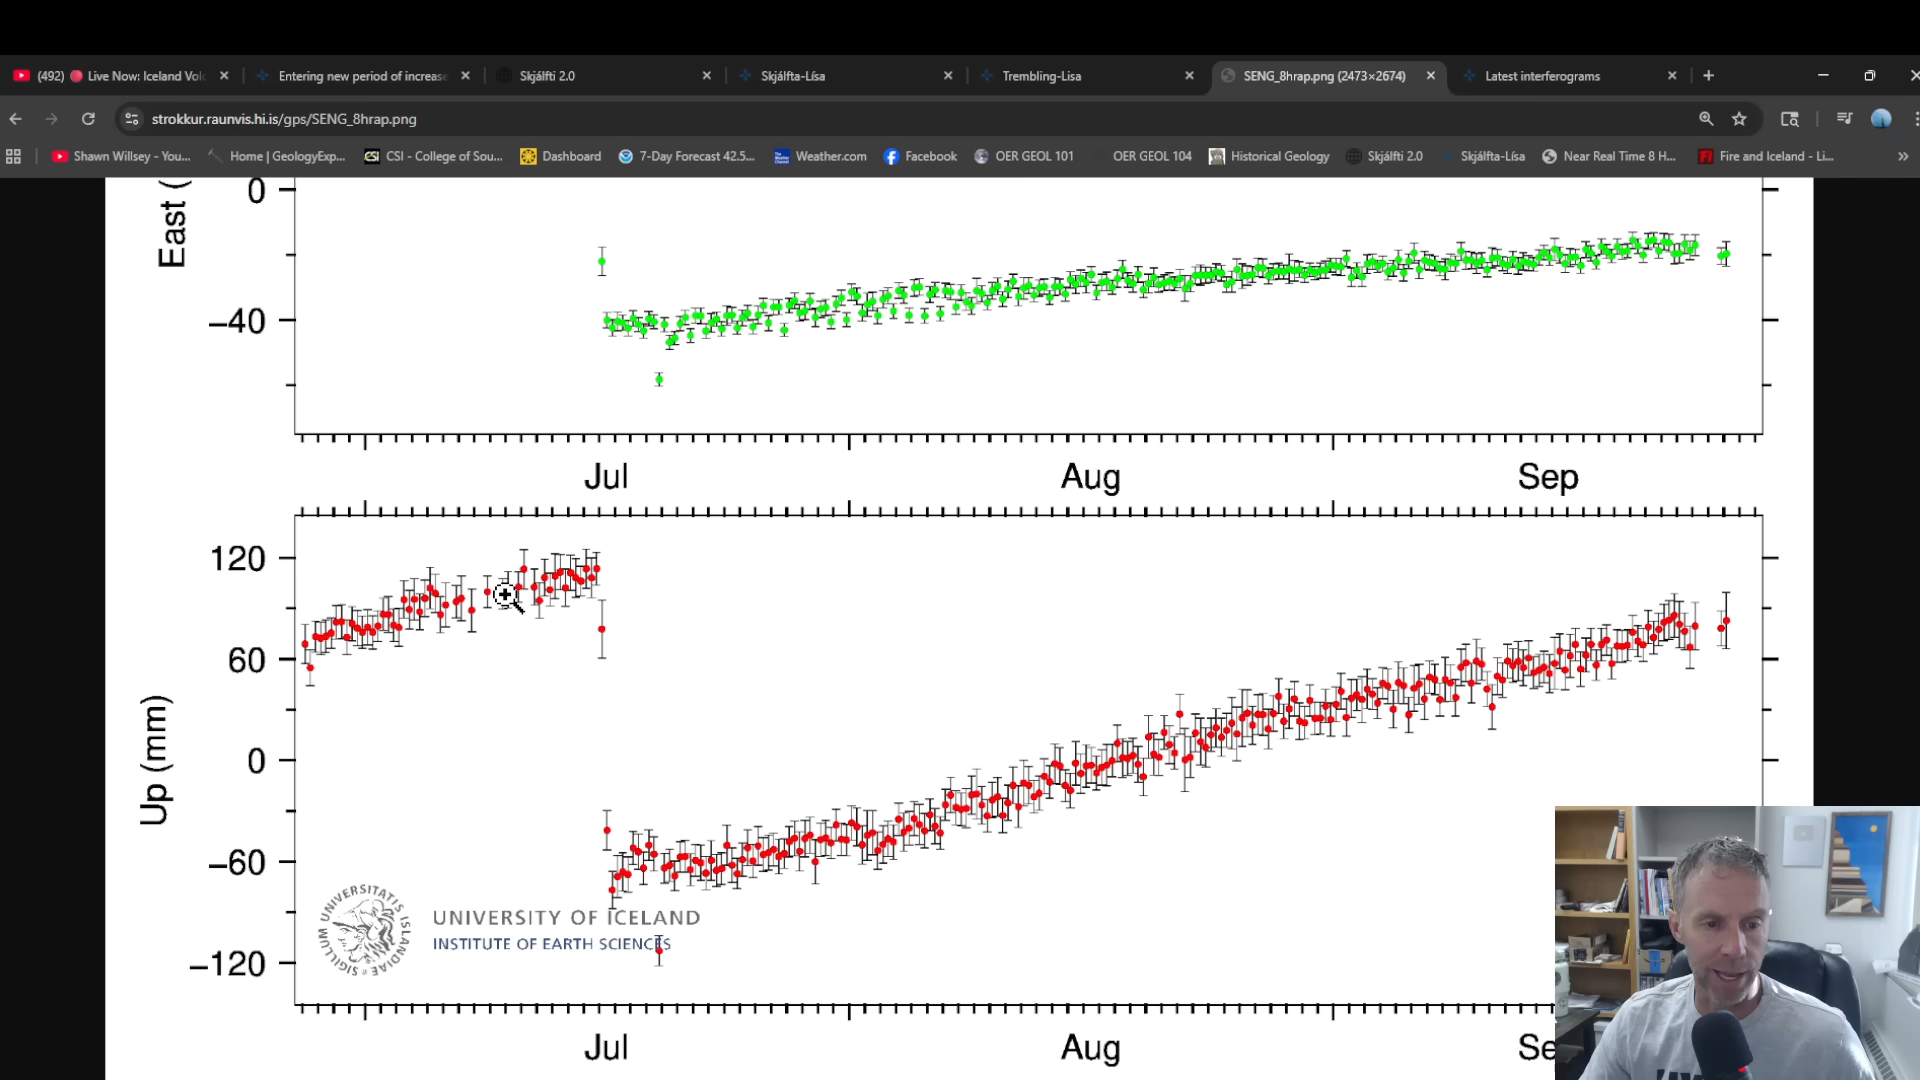 (492) Live Now: Iceland Vol
Entering new period of increase
Skjálfti 2.0
Skjálfta-Lísa
Trembling-Lisa
SENG_8hrap.png (2473×2674)
Latest interferograms
strokkur.raunvis.hi.is/gps/SENG_8hrap.png
Shawn Willsey - You...
Home | GeologyExp...
CSI - College of Sou...
Dashboard
7-Day Forecast 42.5...
Weather.com
Facebook
OER GEOL 101
OER GEOL 104
Historical Geology
Skjálfti 2.0
Skjálfta-Lísa
Near Real Time 8 H...
Fire and Iceland - Li...
East (
0
−40
Jul
Aug
Sep
Up (mm)
120
60
0
−60
−120
UNIVERSITATIS ISLANDIAE SIGILLUM
UNIVERSITY OF ICELAND
INSTITUTE OF EARTH SCIENCES
Jul
Aug
Se